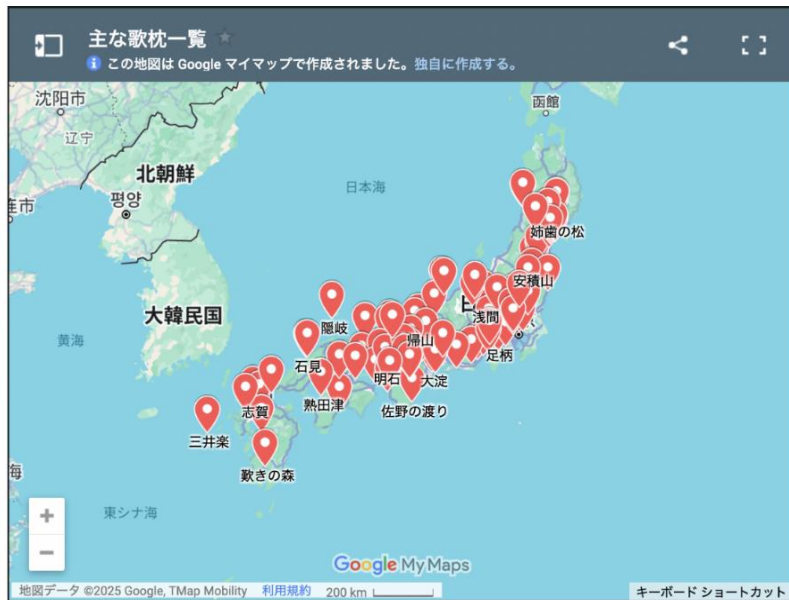 主な歌枕一覧
この地図は Google マイマップで作成されました。独自に作成する。
沈阳市
函館
辽宁
北朝鮮
日本海
평양
连市
姉歯の松
安積山
大韓民国
隠岐
浅間
黄海
帰山
石見
足柄
明石
大淀
志賀
熟田津
佐野の渡り
三井楽
歎きの森
海
東シナ海
Google My Maps
地図データ ©2025 Google, TMap Mobility
利用規約
200 km
キーボード ショートカット